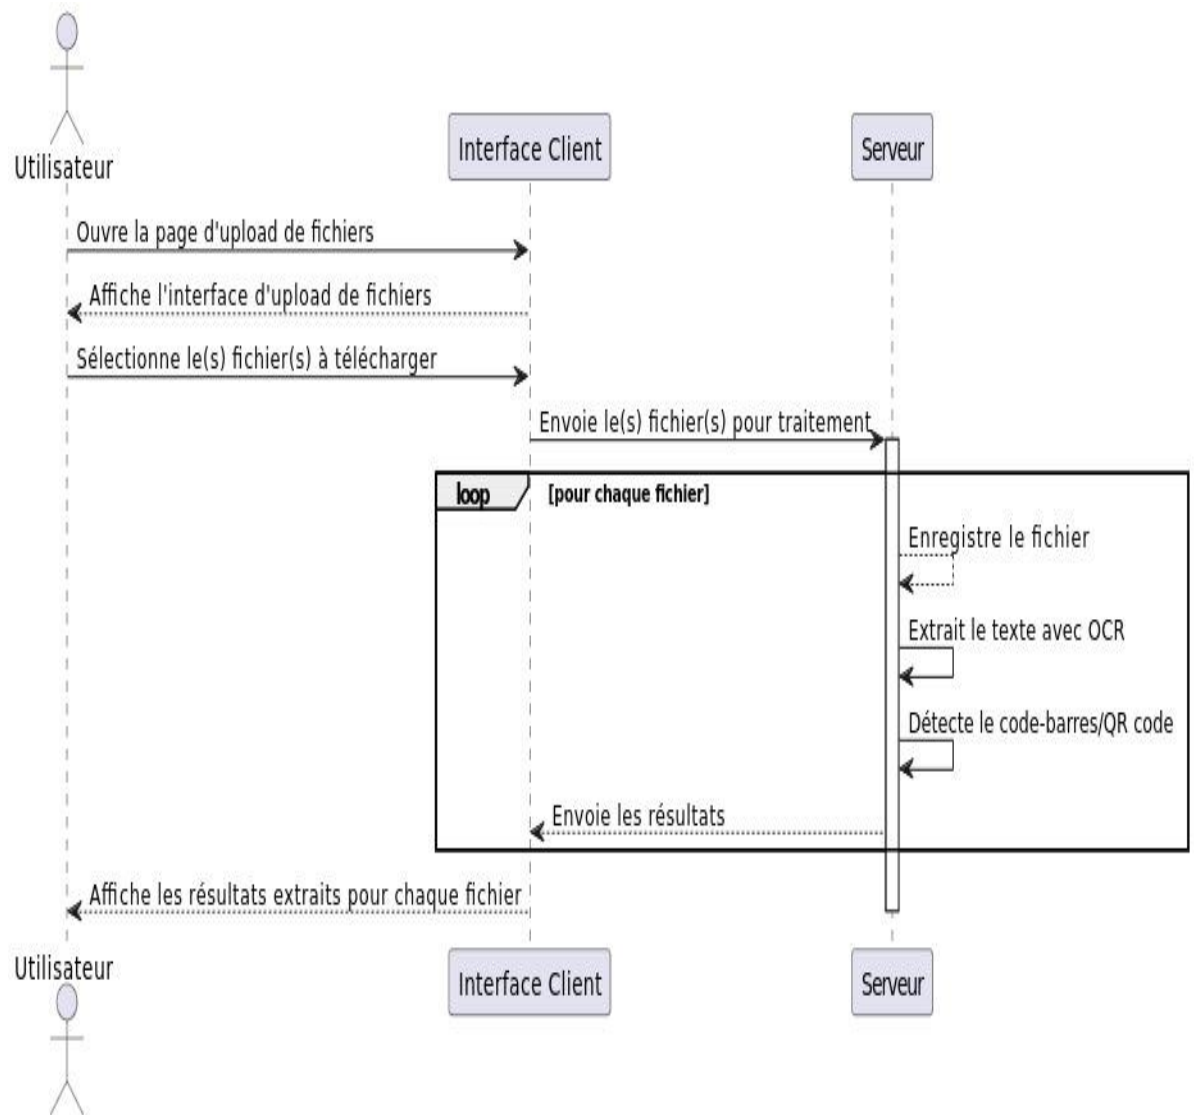 Utilisateur
Interface Client
Serveur
Ouvre la page d'upload de fichiers
Affiche l'interface d'upload de fichiers
Sélectionne le(s) fichier(s) à télécharger
Envoie le(s) fichier(s) pour traitement
loop
[pour chaque fichier]
Enregistre le fichier
Extrait le texte avec OCR
Détecte le code-barres/QR code
Envoie les résultats
Affiche les résultats extraits pour chaque fichier
Utilisateur
Interface Client
Serveur